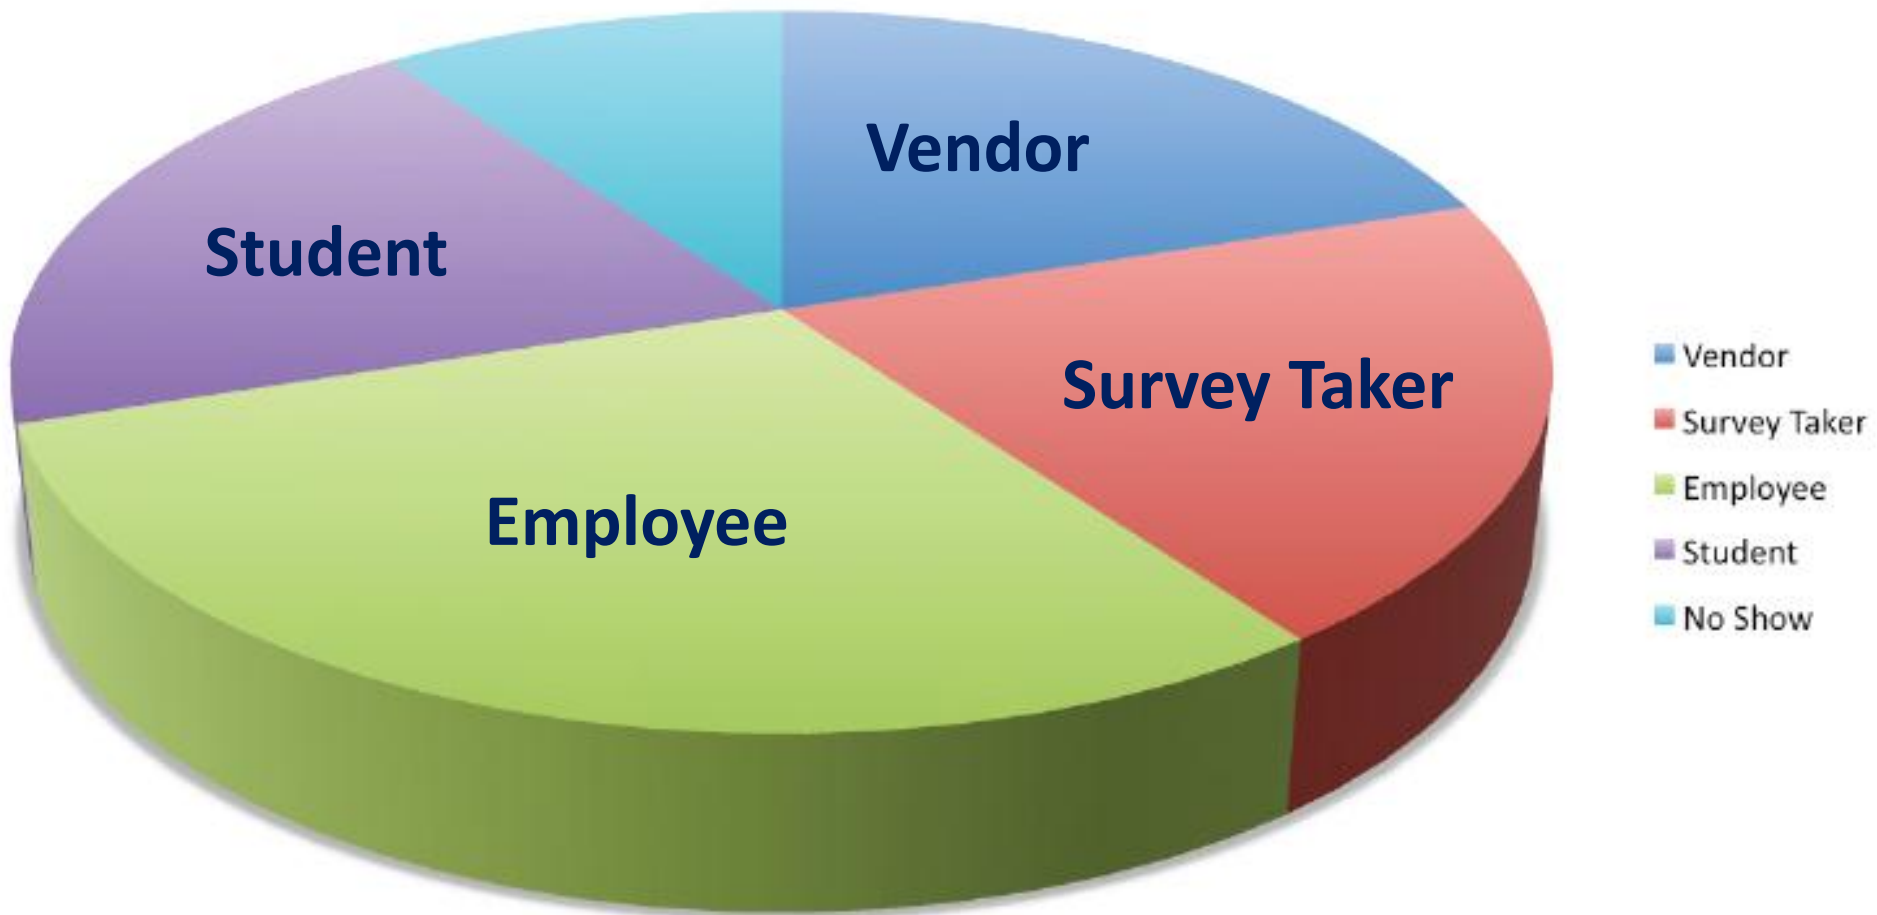 Vendor
Student
Survey Taker
Employee
Vendor
Survey Taker
Employee
Student
No Show